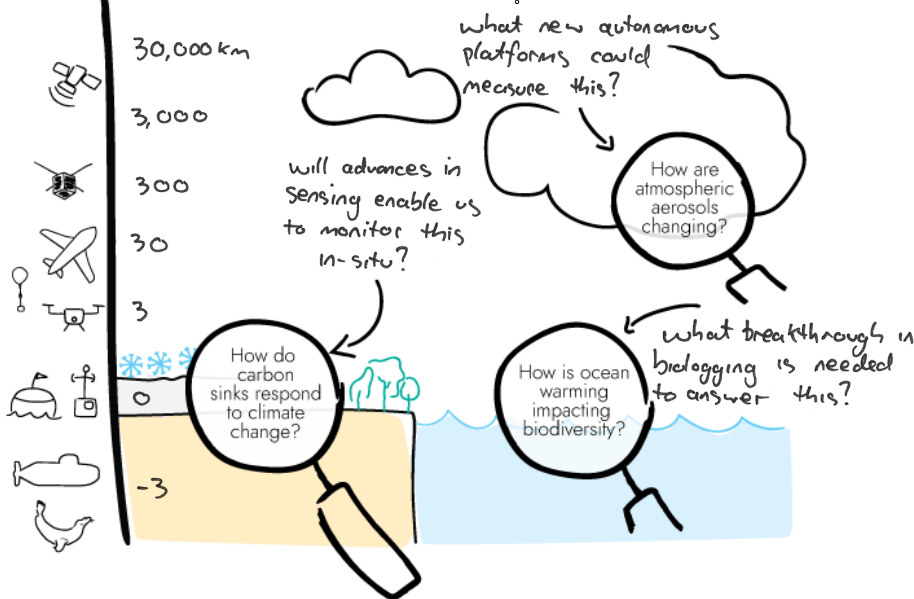 what new autonomous
platforms could
measure this?
30,000 km
3,000
300
30
3
0
-3
will advances in
sensing enable us
to monitor this
in-situ?
How are
atmospheric
aerosols
changing?
How do
carbon
sinks respond
to climate
change?
How is ocean
warming
impacting
biodiversity?
what breakthrough in
biologging is needed
to answer this?